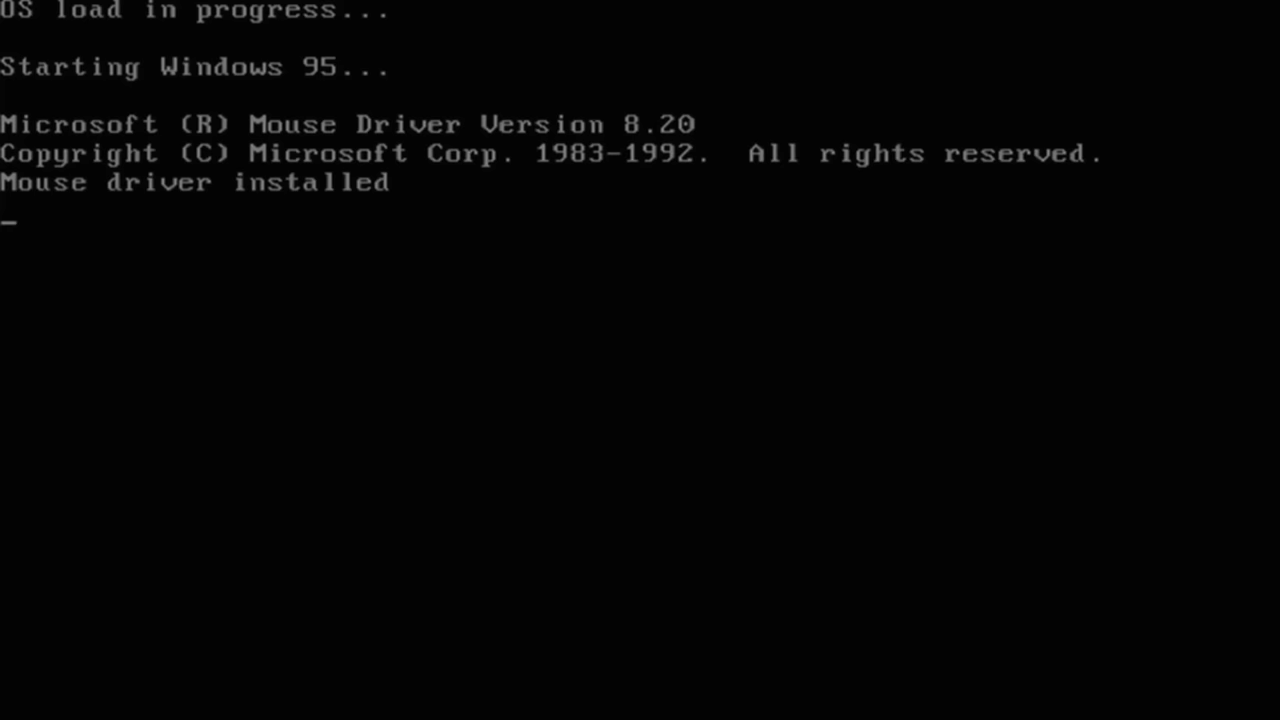 OS load in progress...
Starting Windows 95...
Microsoft (R) Mouse Driver Version 8.20
Copyright (C) Microsoft Corp. 1983-1992.  All rights reserved.
Mouse driver installed
_